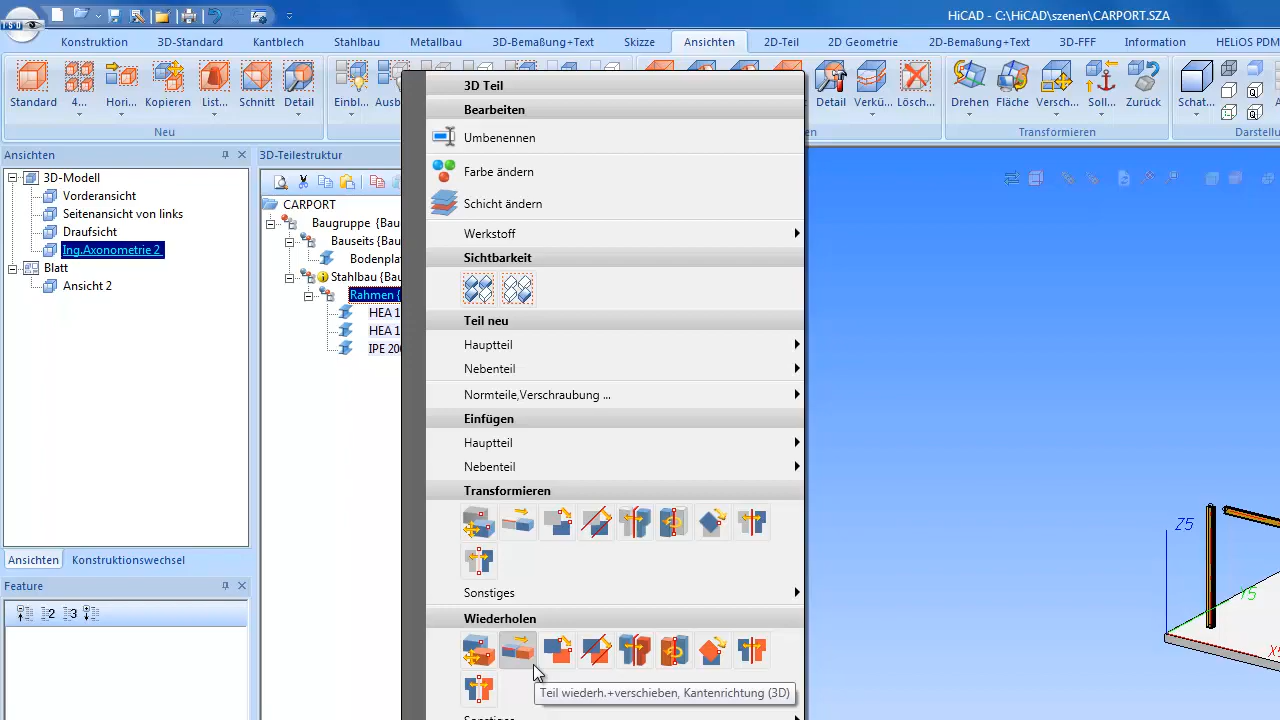 HiCAD - C:\HiCAD\szenen\CARPORT.SZA
ISD
Konstruktion 3D-Standard Kantblech Stahlbau Metallbau 3D-Bemaßung+Text Skizze Ansichten 2D-Teil 2D Geometrie 2D-Bemaßung+Text 3D-FFF Information HELiOS PDM
Standard 4... Hori... Kopieren List... Schnitt Detail Einbl... Detail Verkü... Lösch... Drehen Fläche Versch... Soll... Zurück Schat...
Neu Transformieren
Ansichten
3D-Modell
Vorderansicht
Seitenansicht von links
Draufsicht
Ing.Axonometrie 2
Blatt
Ansicht 2
Ansichten Konstruktionswechsel
Feature
2 3
3D-Teilestruktur
CARPORT
Baugruppe {Bau
Bauseits {Bau
Bodenplat
Stahlbau {Bau
Rahmen {
HEA 1
HEA 1
IPE 20
3D Teil
Bearbeiten
Umbenennen
Farbe ändern
Schicht ändern
Werkstoff
Sichtbarkeit
Teil neu
Hauptteil
Nebenteil
Normteile,Verschraubung ...
Einfügen
Hauptteil
Nebenteil
Transformieren
Sonstiges
Wiederholen
Teil wiederh.+verschieben, Kantenrichtung (3D)
Z5